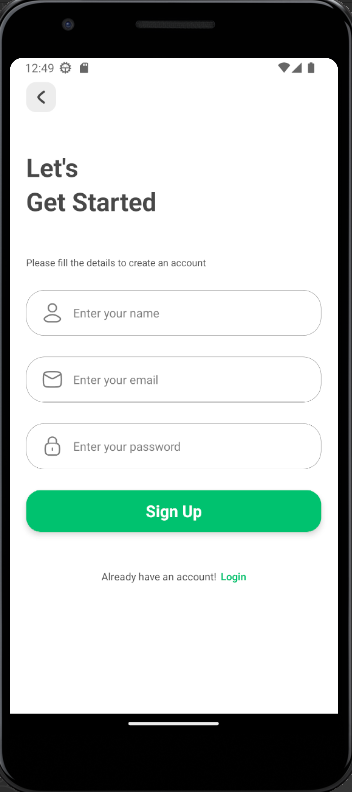 12:49
Let's
Get Started
Please fill the details to create an account
Enter your name
Enter your email
Enter your password
Sign Up
Already have an account! Login